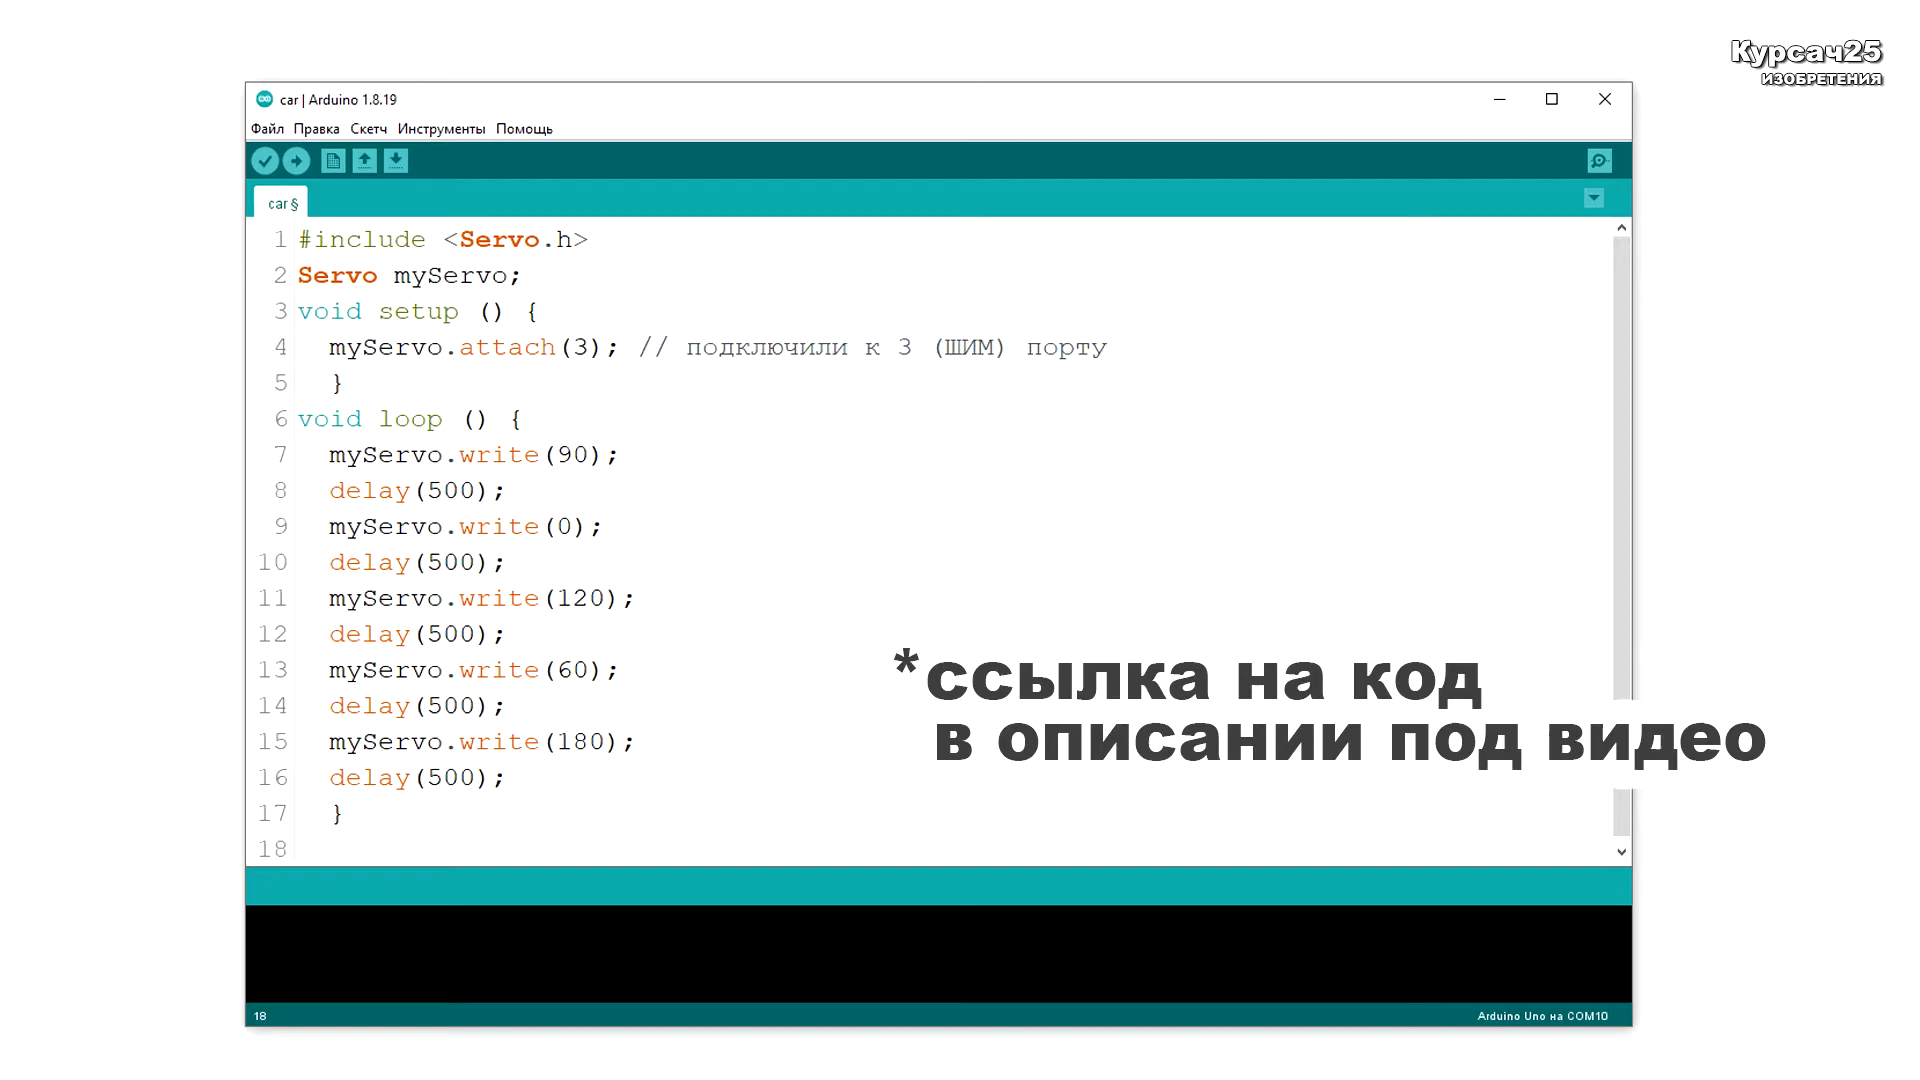 Курсач25
ИЗОБРЕТЕНИЯ
car | Arduino 1.8.19
Файл Правка Скетч Инструменты Помощь
car §
1 #include <Servo.h>
2 Servo myServo;
3 void setup () {
4 myServo.attach(3); // подключили к 3 (ШИМ) порту
5 }
6 void loop () {
7 myServo.write(90);
8 delay(500);
9 myServo.write(0);
10 delay(500);
11 myServo.write(120);
12 delay(500);
13 myServo.write(60);
14 delay(500);
15 myServo.write(180);
16 delay(500);
17 }
18
*ссылка на код
в описании под видео
18
Arduino Uno на COM10